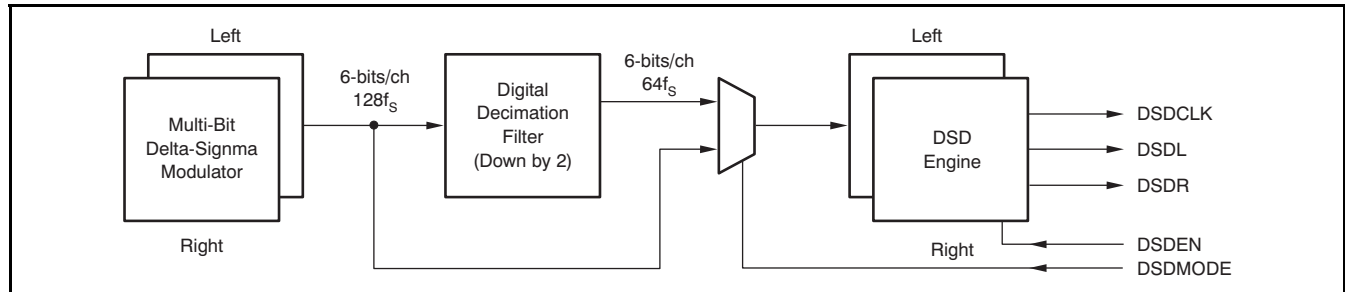 Left
Multi-Bit
Delta-Signma
Modulator
Right
6-bits/ch
128fS
Digital
Decimation
Filter
(Down by 2)
6-bits/ch
64fS
Left
DSD
Engine
Right
DSDCLK
DSDL
DSDR
DSDEN
DSDMODE